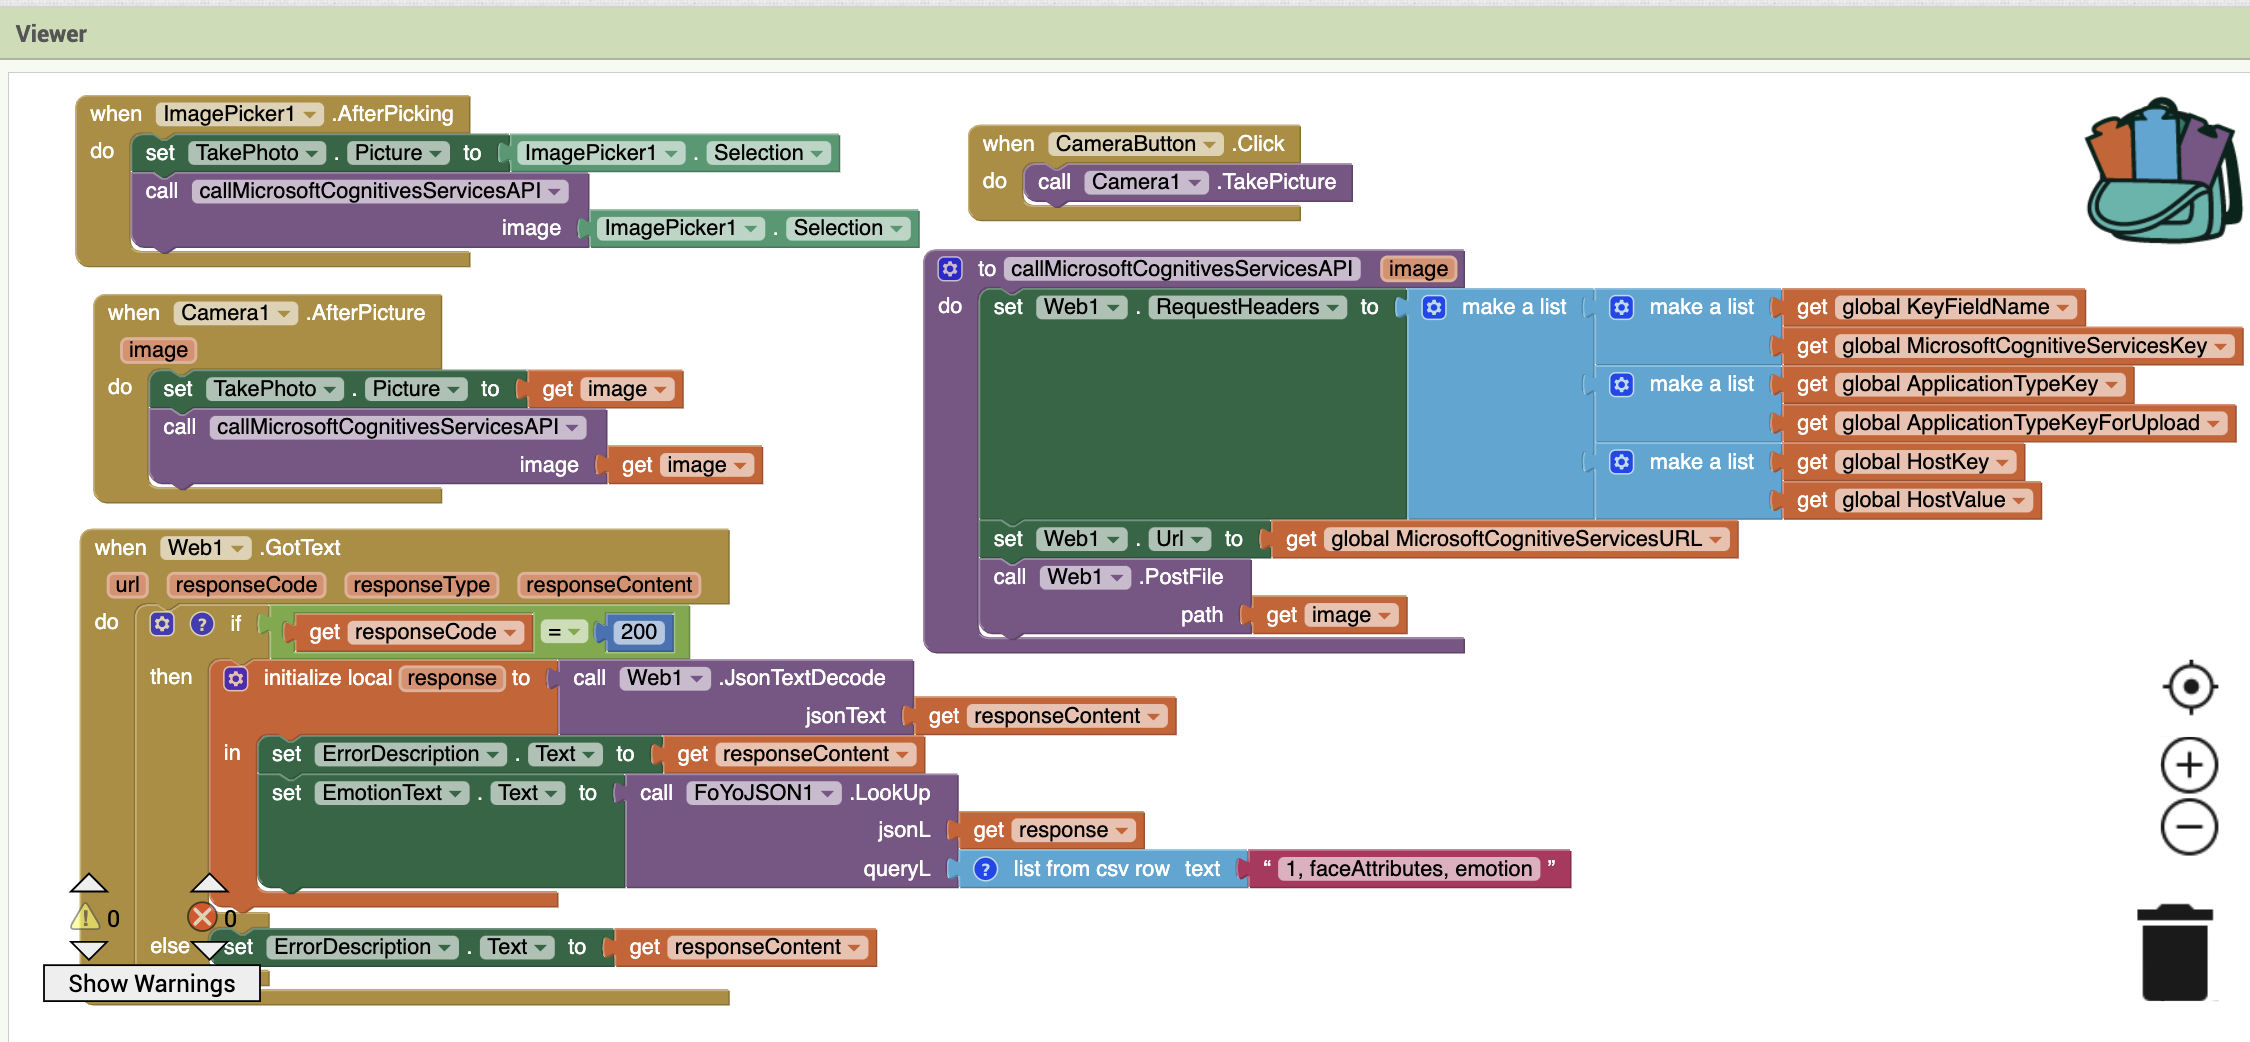 Viewer
when ImagePicker1 .AfterPicking
do set TakePhoto . Picture to ImagePicker1 . Selection
call callMicrosoftCognitivesServicesAPI
image ImagePicker1 . Selection
when CameraButton .Click
do call Camera1 .TakePicture
when Camera1 .AfterPicture
image
do set TakePhoto . Picture to get image
call callMicrosoftCognitivesServicesAPI
image get image
to callMicrosoftCognitivesServicesAPI image
do set Web1 . RequestHeaders to make a list make a list get global KeyFieldName
get global MicrosoftCognitiveServicesKey
make a list get global ApplicationTypeKey
get global ApplicationTypeKeyForUpload
make a list get global HostKey
get global HostValue
set Web1 . Url to get global MicrosoftCognitiveServicesURL
call Web1 .PostFile
path get image
when Web1 .GotText
url responseCode responseType responseContent
do ? if get responseCode = 200
then initialize local response to call Web1 .JsonTextDecode
jsonText get responseContent
in set ErrorDescription . Text to get responseContent
set EmotionText . Text to call FoYoJSON1 .LookUp
jsonL get response
queryL ? list from csv row text “ 1, faceAttributes, emotion ”
else set ErrorDescription . Text to get responseContent
! 0 0
Show Warnings